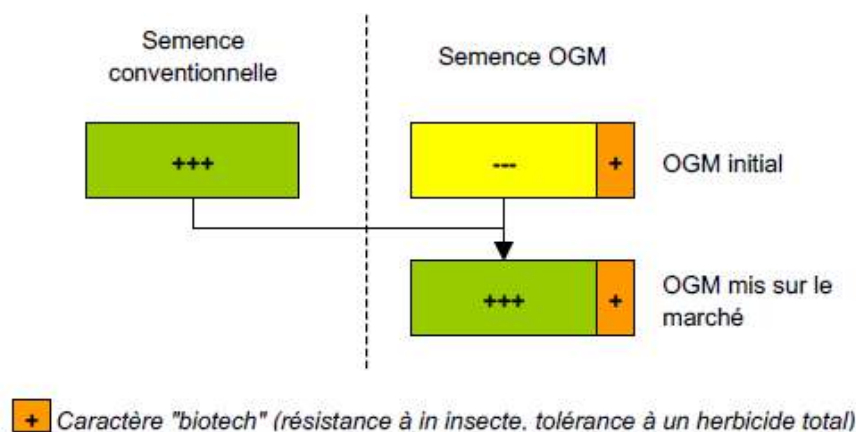 Semence
conventionnelle
Semence OGM
+++
---
+
OGM initial
+++
+
OGM mis sur le
marché
+ Caractère "biotech" (résistance à in insecte, tolérance à un herbicide total)